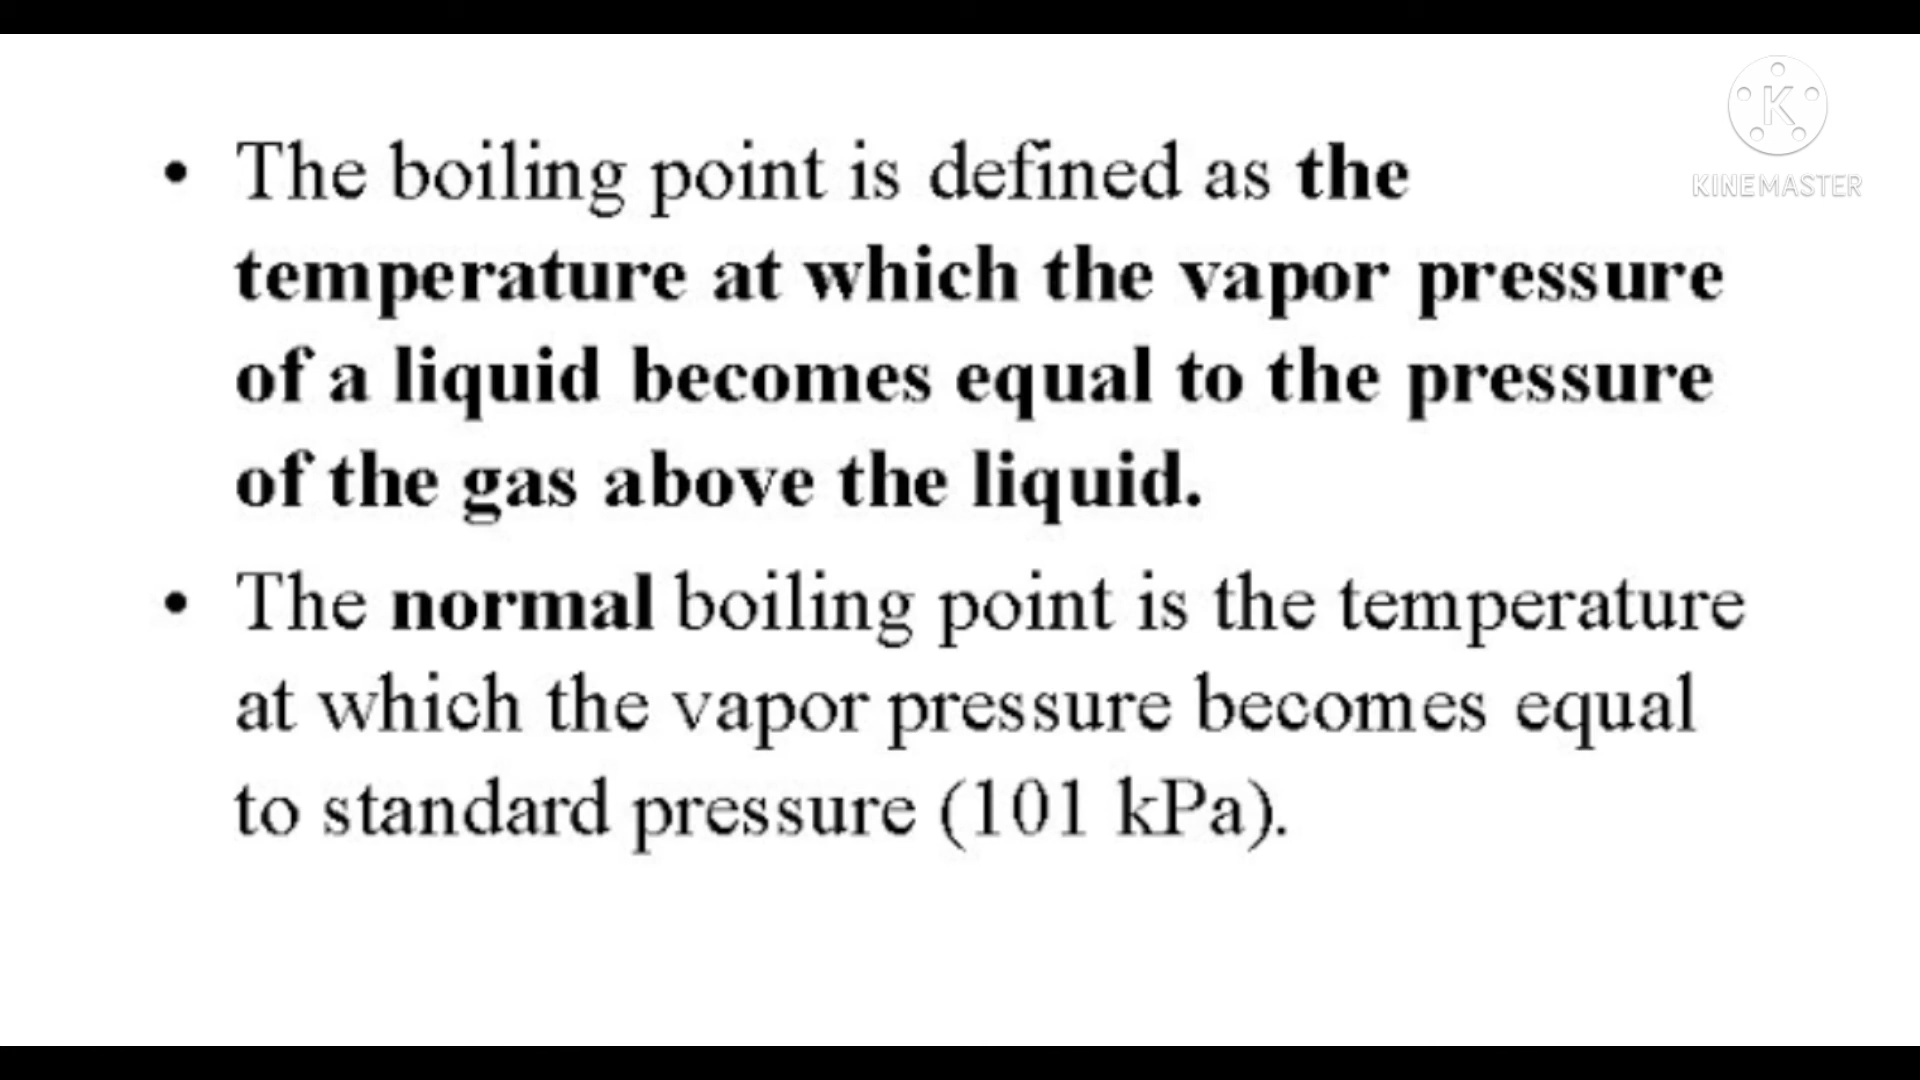 • The boiling point is defined as the
temperature at which the vapor pressure
of a liquid becomes equal to the pressure
of the gas above the liquid.
• The normal boiling point is the temperature
at which the vapor pressure becomes equal
to standard pressure (101 kPa).
K
KINEMASTER